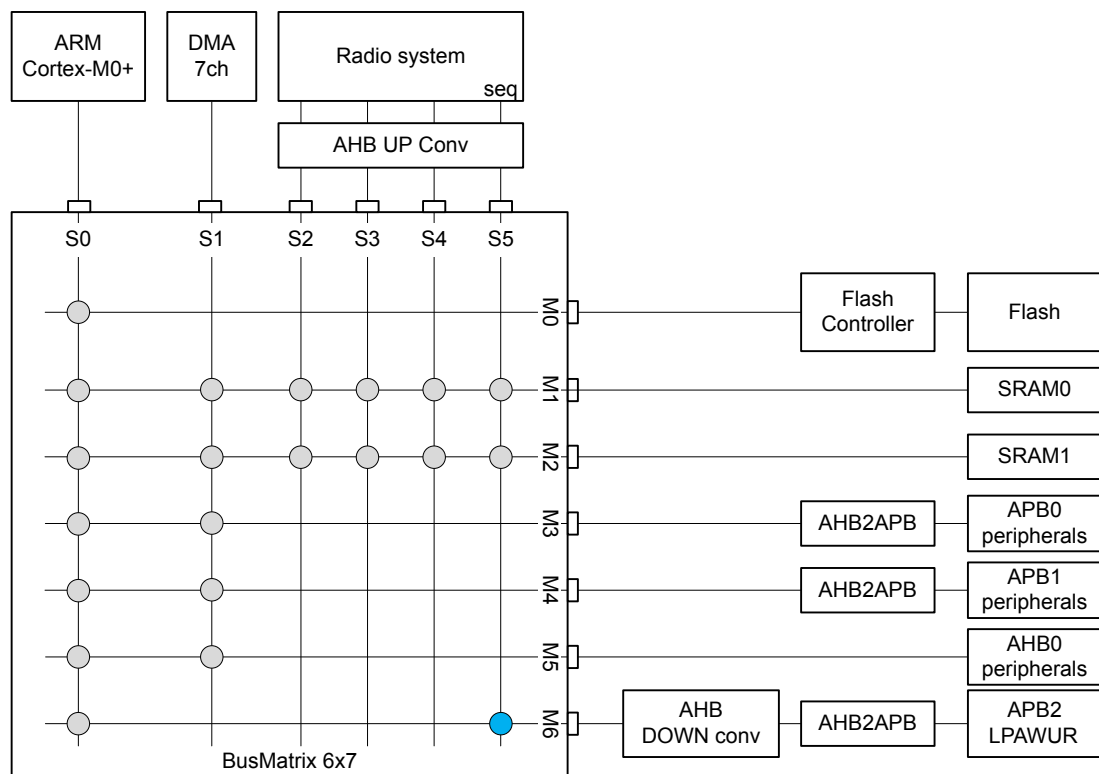 ARM
Cortex-M0+
DMA
7ch
Radio system
seq
AHB UP Conv
S0
S1
S2
S3
S4
S5
M0
Flash
Controller
Flash
M1
SRAM0
M2
SRAM1
M3
AHB2APB
APB0
peripherals
M4
AHB2APB
APB1
peripherals
M5
AHB0
peripherals
M6
AHB
DOWN conv
AHB2APB
APB2
LPAWUR
BusMatrix 6x7